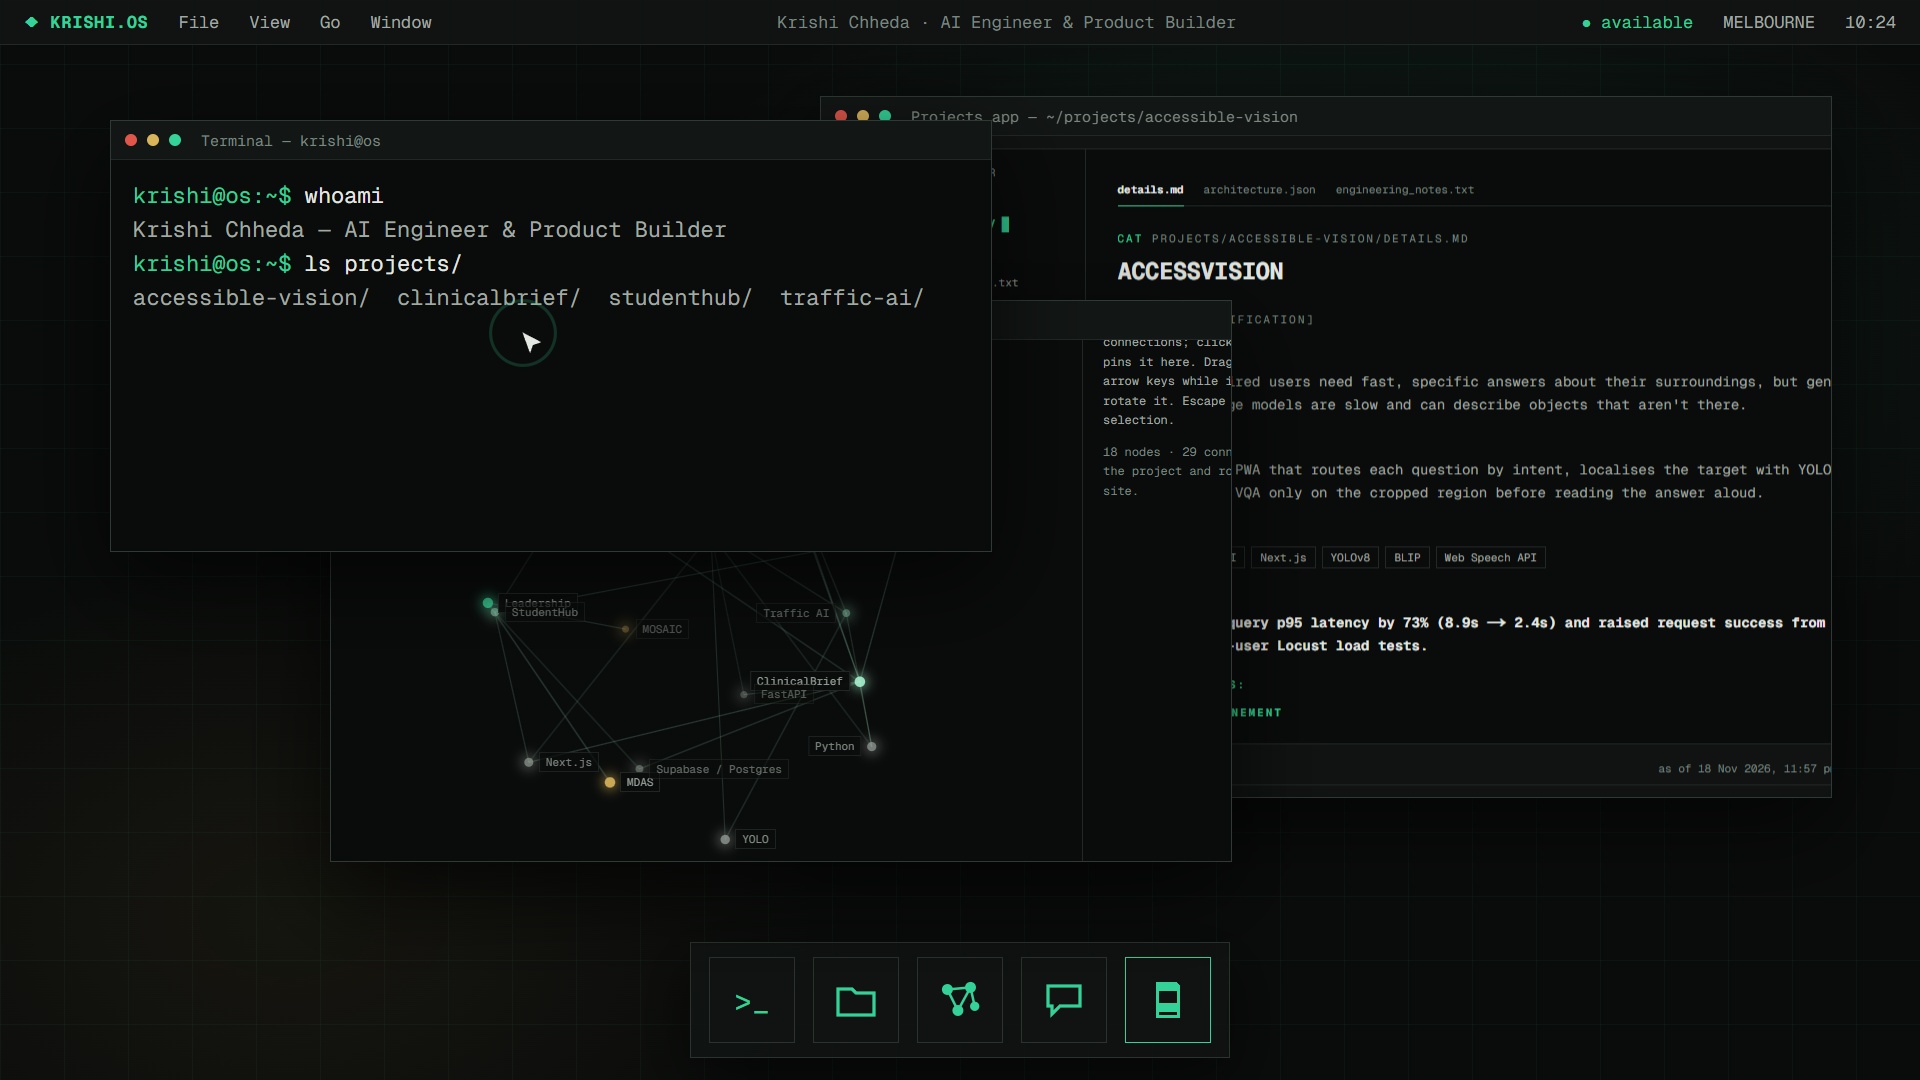 KRISHI.OS File View Go Window
Krishi Chheda · AI Engineer & Product Builder
available MELBOURNE 10:24
Projects.app — ~/projects/accessible-vision
Terminal — krishi@os
krishi@os:~$ whoami
Krishi Chheda — AI Engineer & Product Builder
krishi@os:~$ ls projects/
accessible-vision/ clinicalbrief/ studenthub/ traffic-ai/
details.md architecture.json engineering_notes.txt
CAT PROJECTS/ACCESSIBLE-VISION/DETAILS.MD
ACCESSVISION
.txt
IFICATION]
connections; click
pins it here. Drag
arrow keys while i
rotate it. Escape
selection.
18 nodes · 29 conn
the project and ro
site.
ired users need fast, specific answers about their surroundings, but gen
ge models are slow and can describe objects that aren't there.
PWA that routes each question by intent, localises the target with YOLO
VQA only on the cropped region before reading the answer aloud.
Next.js YOLOv8 BLIP Web Speech API
query p95 latency by 73% (8.9s → 2.4s) and raised request success from
-user Locust load tests.
S:
NEMENT
as of 18 Nov 2026, 11:57 p
Leadership
StudentHub
MOSAIC
Traffic AI
ClinicalBrief
FastAPI
Python
Next.js
Supabase / Postgres
MDAS
YOLO
>_